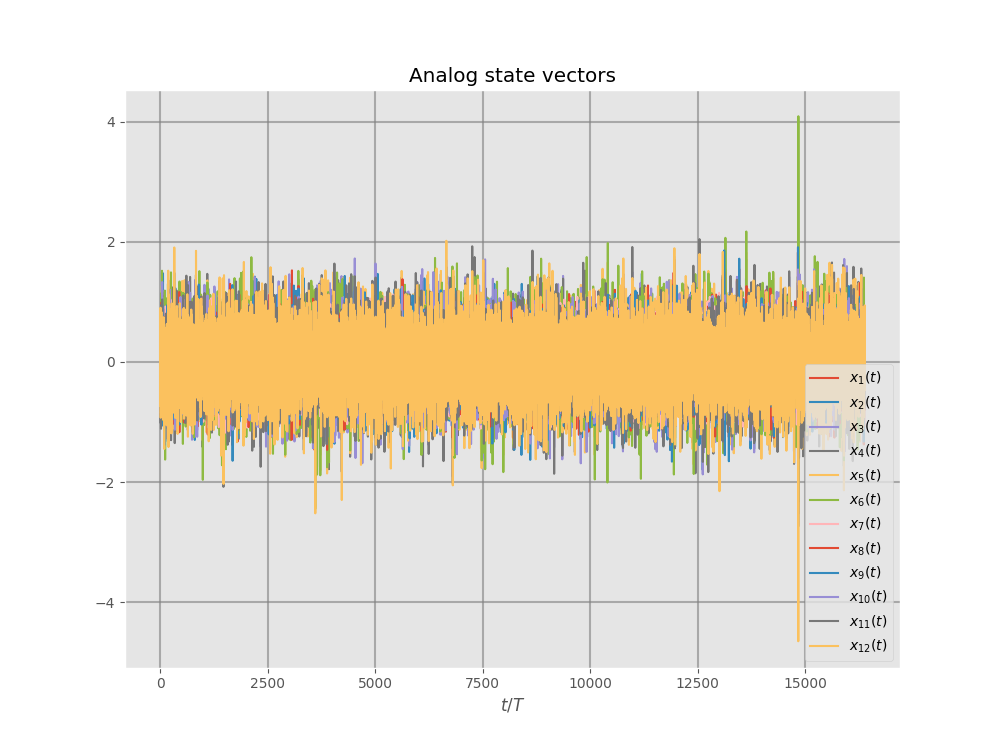 Analog state vectors
4
2
0
−2
−4
0 2500 5000 7500 10000 12500 15000
t/T
x₁(t)
x₂(t)
x₃(t)
x₄(t)
x₅(t)
x₆(t)
x₇(t)
x₈(t)
x₉(t)
x₁₀(t)
x₁₁(t)
x₁₂(t)